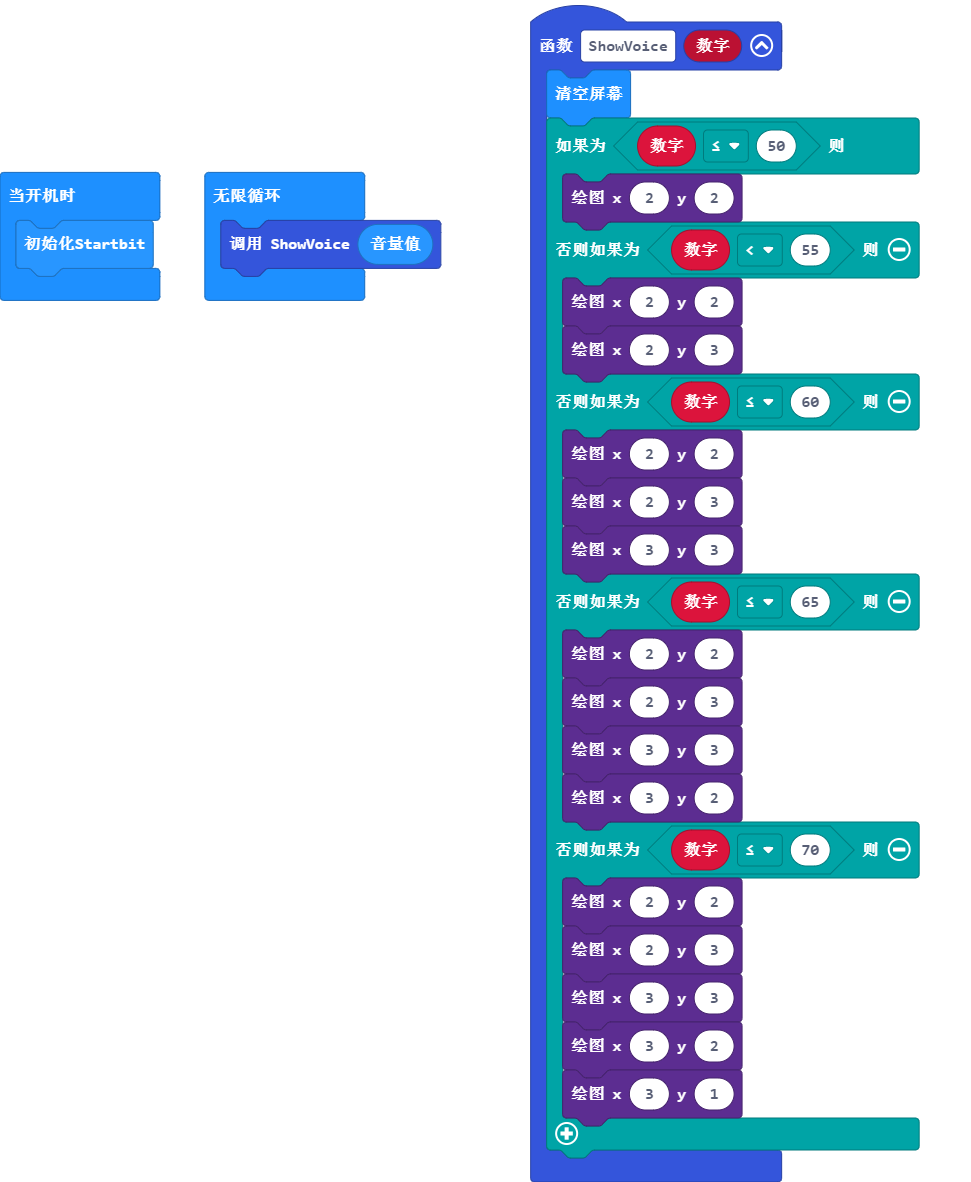 当开机时
初始化Startbit
无限循环
调用 ShowVoice 音量值
函数 ShowVoice 数字
清空屏幕
如果为 数字 ≤ 50 则
绘图 x 2 y 2
否则如果为 数字 < 55 则
绘图 x 2 y 2
绘图 x 2 y 3
否则如果为 数字 ≤ 60 则
绘图 x 2 y 2
绘图 x 2 y 3
绘图 x 3 y 3
否则如果为 数字 ≤ 65 则
绘图 x 2 y 2
绘图 x 2 y 3
绘图 x 3 y 3
绘图 x 3 y 2
否则如果为 数字 ≤ 70 则
绘图 x 2 y 2
绘图 x 2 y 3
绘图 x 3 y 3
绘图 x 3 y 2
绘图 x 3 y 1